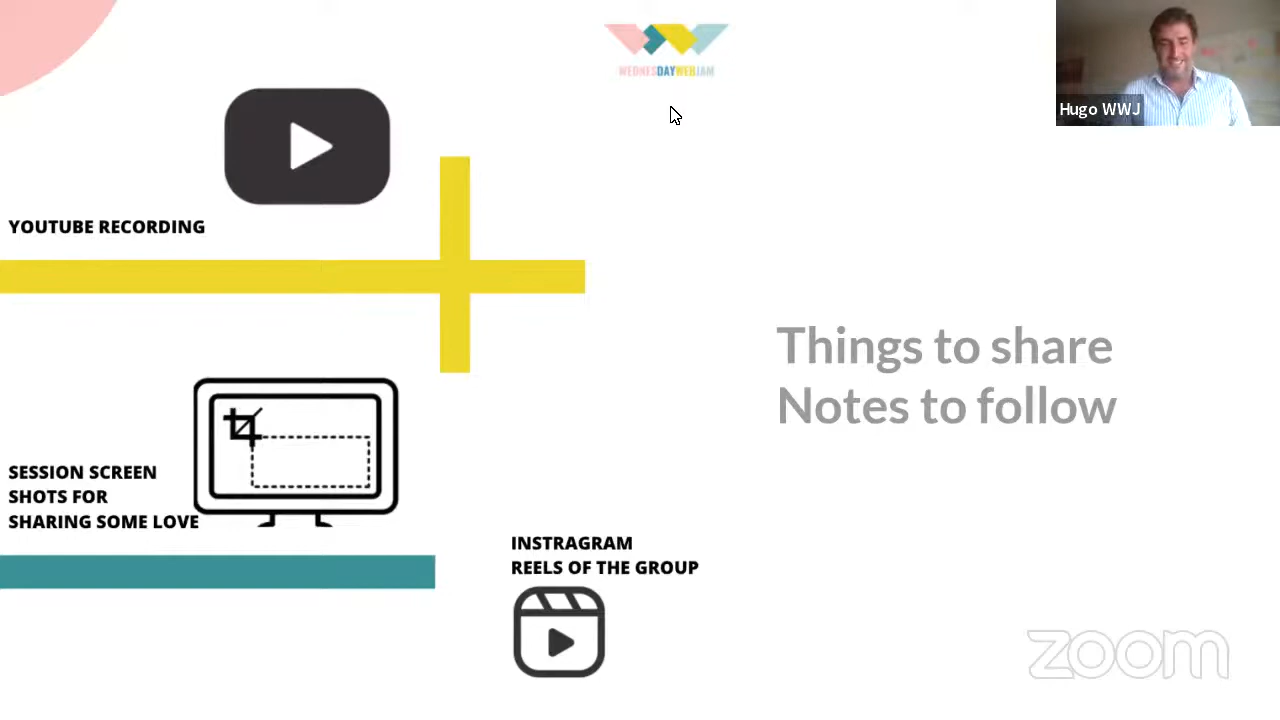 WEDNESDAYWEBJAM
Hugo WWJ
YOUTUBE RECORDING
Things to share
Notes to follow
SESSION SCREEN
SHOTS FOR
SHARING SOME LOVE
INSTRAGRAM
REELS OF THE GROUP
zoom